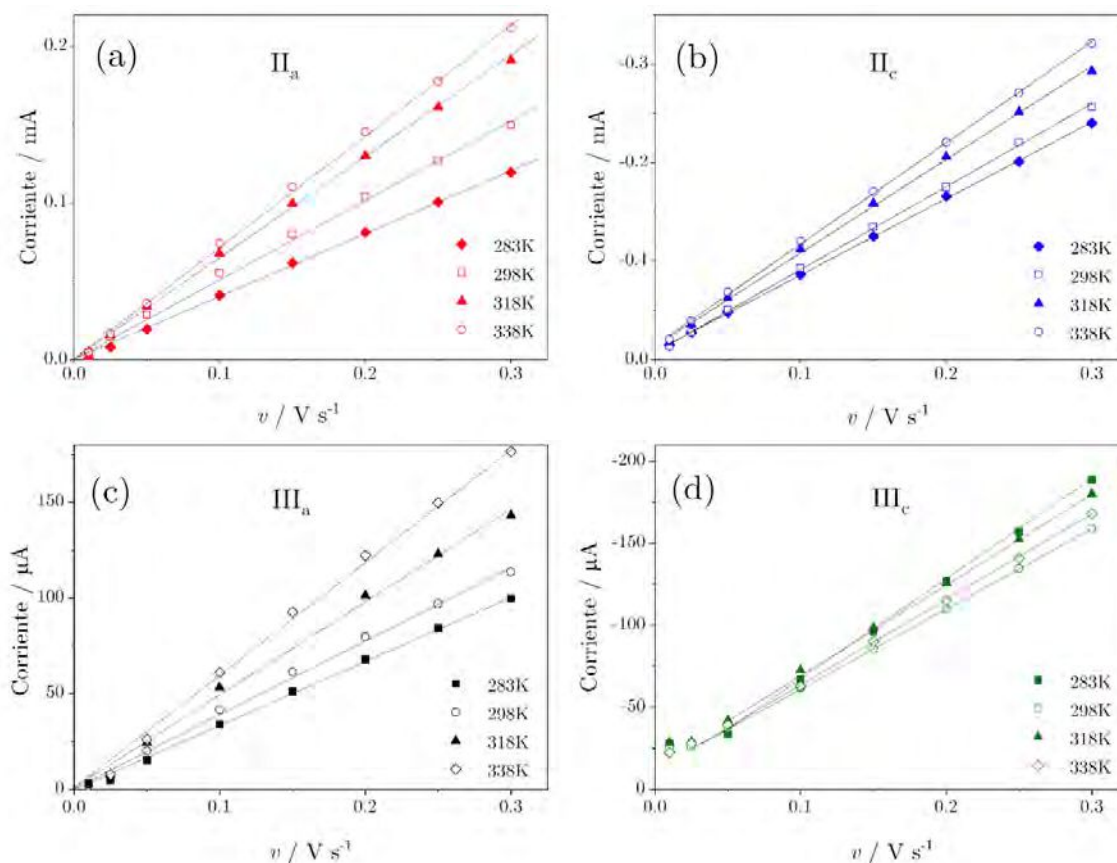 (a)
II_a
Corriente / mA
0.2
0.1
0.0
283K
298K
318K
338K
0.0 0.1 0.2 0.3
v / V s⁻¹
(b)
II_c
Corriente / mA
-0.3
-0.2
-0.1
0.0
283K
298K
318K
338K
0.0 0.1 0.2 0.3
v / V s⁻¹
(c)
III_a
Corriente / µA
150
100
50
0
283K
298K
318K
338K
0.0 0.1 0.2 0.3
v / V s⁻¹
(d)
III_c
Corriente / µA
-200
-150
-100
-50
0
283K
298K
318K
338K
0.0 0.1 0.2 0.3
v / V s⁻¹